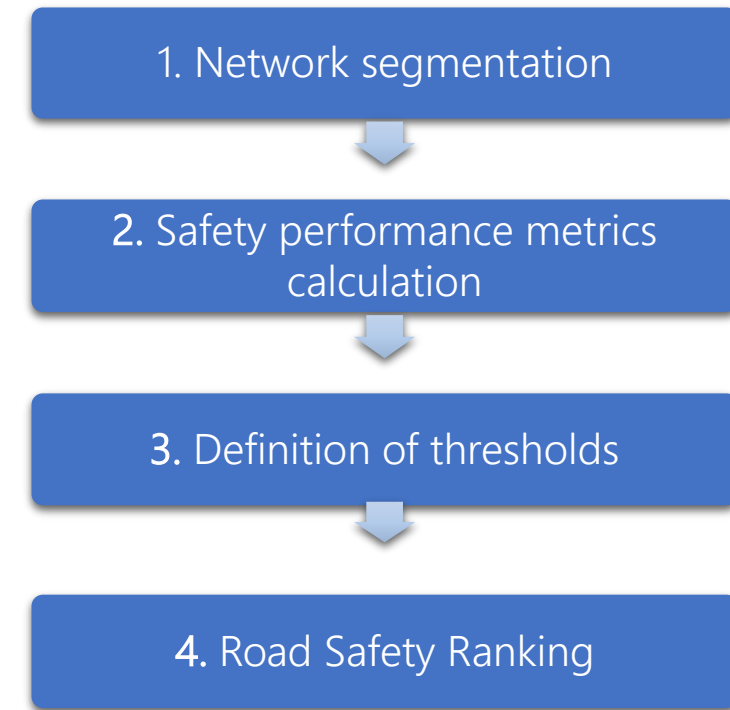 1. Network segmentation
2. Safety performance metrics
calculation
3. Definition of thresholds
4. Road Safety Ranking